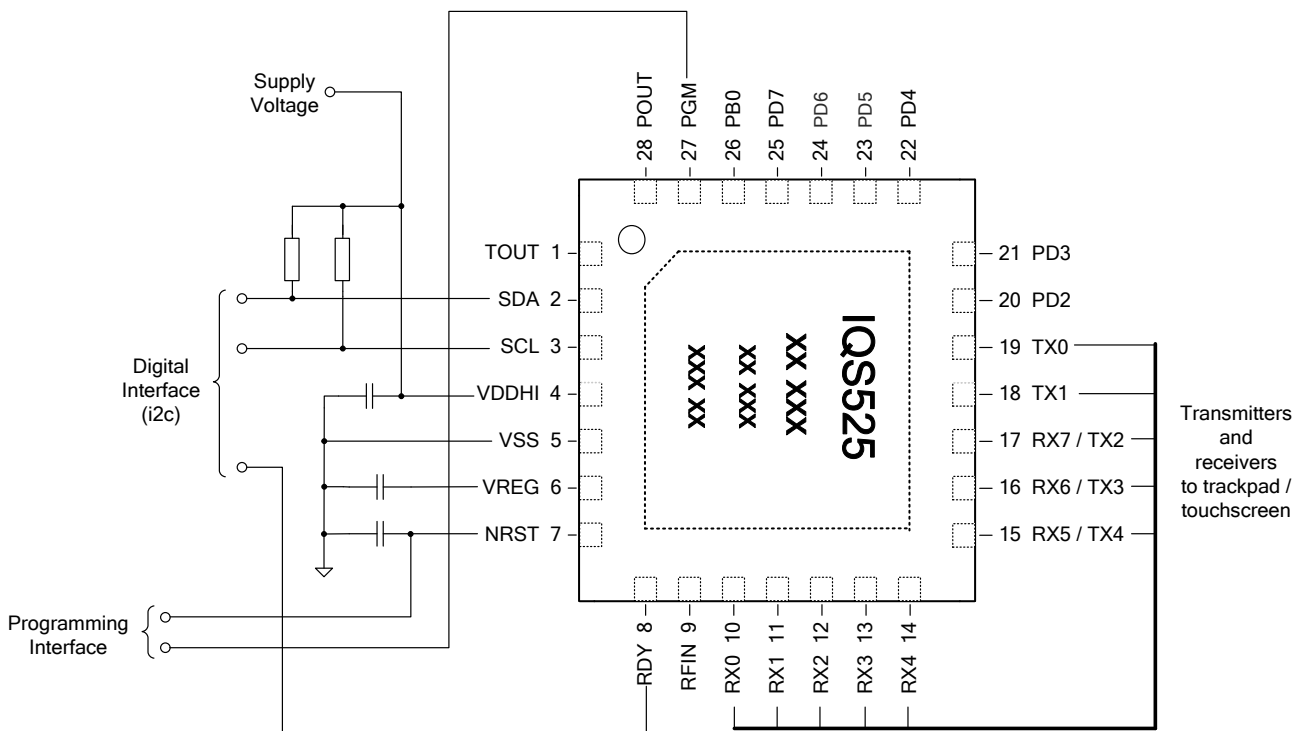 Supply
Voltage
28 POUT
27 PGM
26 PB0
25 PD7
24 PD6
23 PD5
22 PD4
TOUT 1
SDA 2
SCL 3
VDDHI 4
VSS 5
VREG 6
NRST 7
Digital
Interface
(i2c)
Programming
Interface
IQS525
xx xxx
xxx xx
xxx xx
21 PD3
20 PD2
19 TX0
18 TX1
17 RX7 / TX2
16 RX6 / TX3
15 RX5 / TX4
Transmitters
and
receivers
to trackpad /
touchscreen
RDY 8
RFIN 9
RX0 10
RX1 11
RX2 12
RX3 13
RX4 14